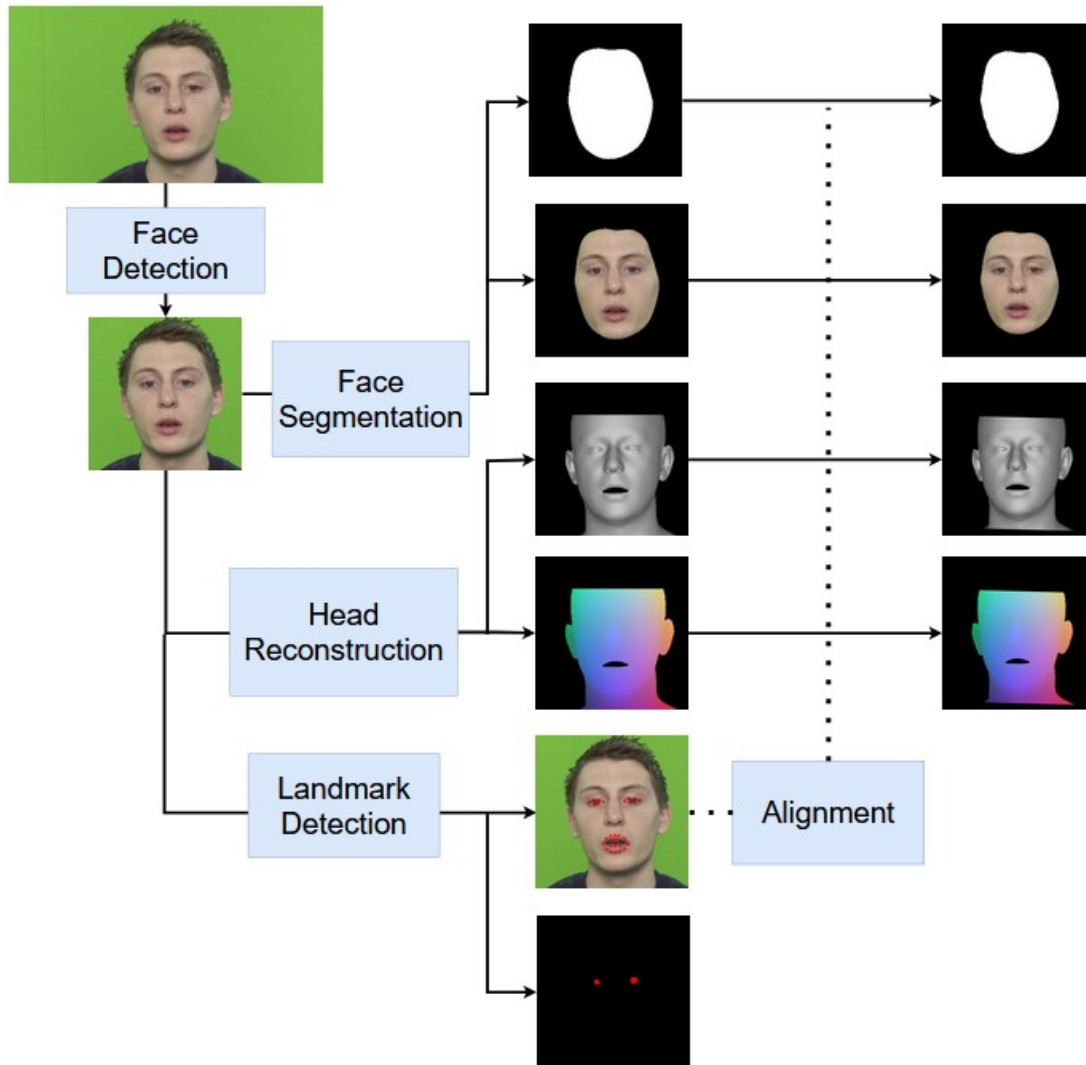 Face
Detection
Face
Segmentation
Head
Reconstruction
Landmark
Detection
Alignment